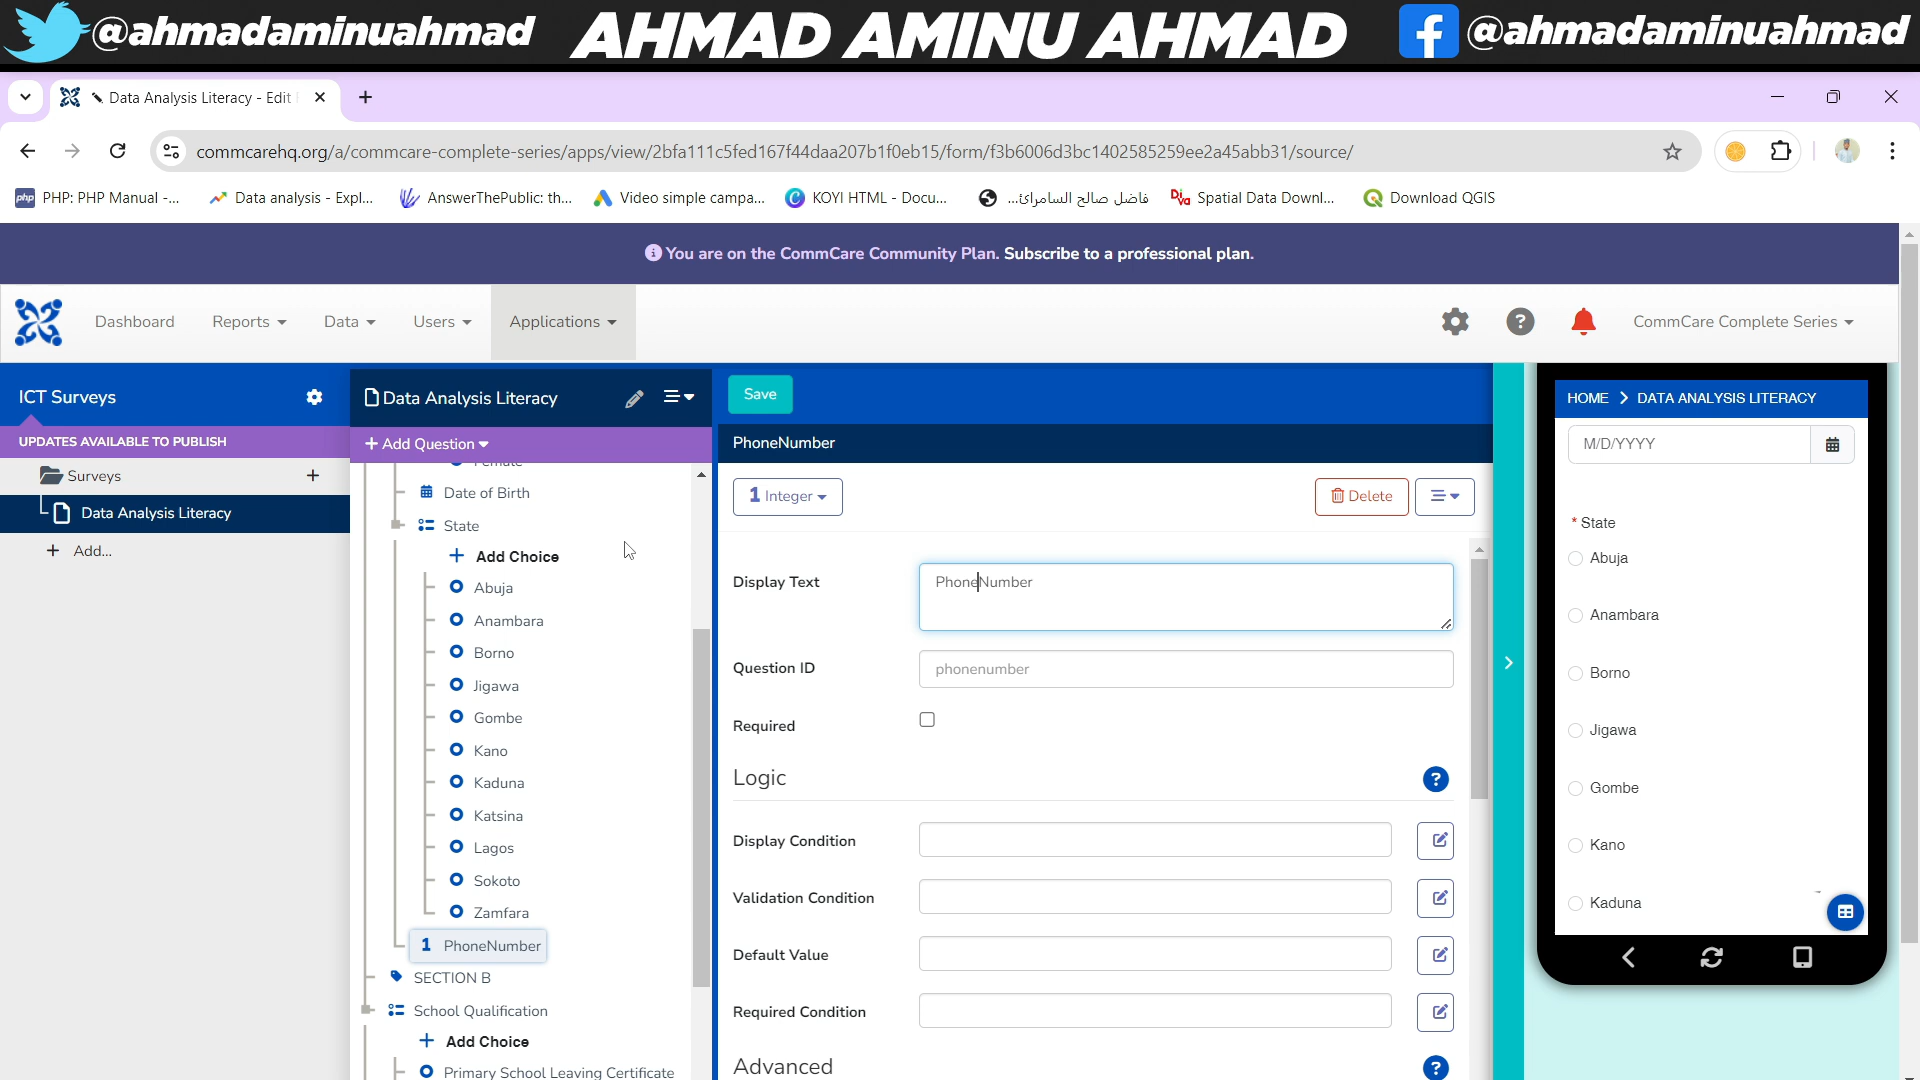 @ahmadaminuahmad AHMAD AMINU AHMAD @ahmadaminuahmad
Data Analysis Literacy - Edit
commcarehq.org/a/commcare-complete-series/apps/view/2bfa111c5fed167f44daa207b1f0eb15/form/f3b6006d3bc1402585259ee2a45abb31/source/
PHP: PHP Manual -... Data analysis - Expl... AnswerThePublic: th... Video simple campa... KOYI HTML - Docu... فاضل صالح السامرائ... Spatial Data Downl... Download QGIS
You are on the CommCare Community Plan. Subscribe to a professional plan.
Dashboard Reports Data Users Applications CommCare Complete Series
ICT Surveys
UPDATES AVAILABLE TO PUBLISH
Surveys
Data Analysis Literacy
Add...
Data Analysis Literacy
Add Question
Date of Birth
State
Add Choice
Abuja
Anambara
Borno
Jigawa
Gombe
Kano
Kaduna
Katsina
Lagos
Sokoto
Zamfara
1 PhoneNumber
SECTION B
School Qualification
Add Choice
Primary School Leaving Certificate
Save
PhoneNumber
1 Integer Delete
Display Text PhoneNumber
Question ID phonenumber
Required
Logic
Display Condition
Validation Condition
Default Value
Required Condition
Advanced
HOME > DATA ANALYSIS LITERACY
M/D/YYYY
* State
Abuja
Anambara
Borno
Jigawa
Gombe
Kano
Kaduna